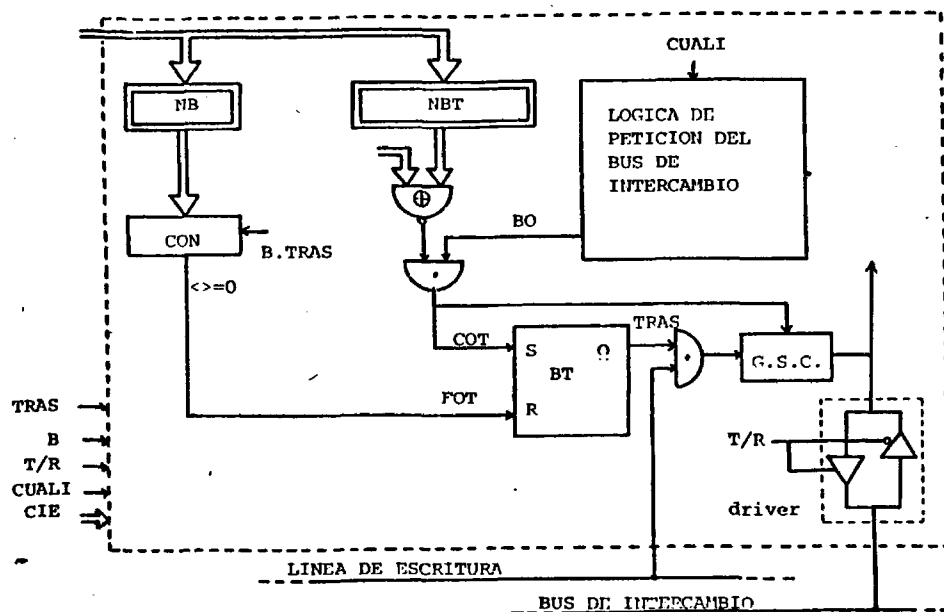 CUALI
NB
NBT
LOGICA DE
PETICION DEL
BUS DE
INTERCAMBIO
⊕
BO
CON
B.TRAS
<>=0
TRAS
COT
S
Q
BT
G.S.C.
FOT
R
TRAS
B
T/R
CUALI
CIE
T/R
driver
LINEA DE ESCRITURA
BUS DE INTERCAMBIO